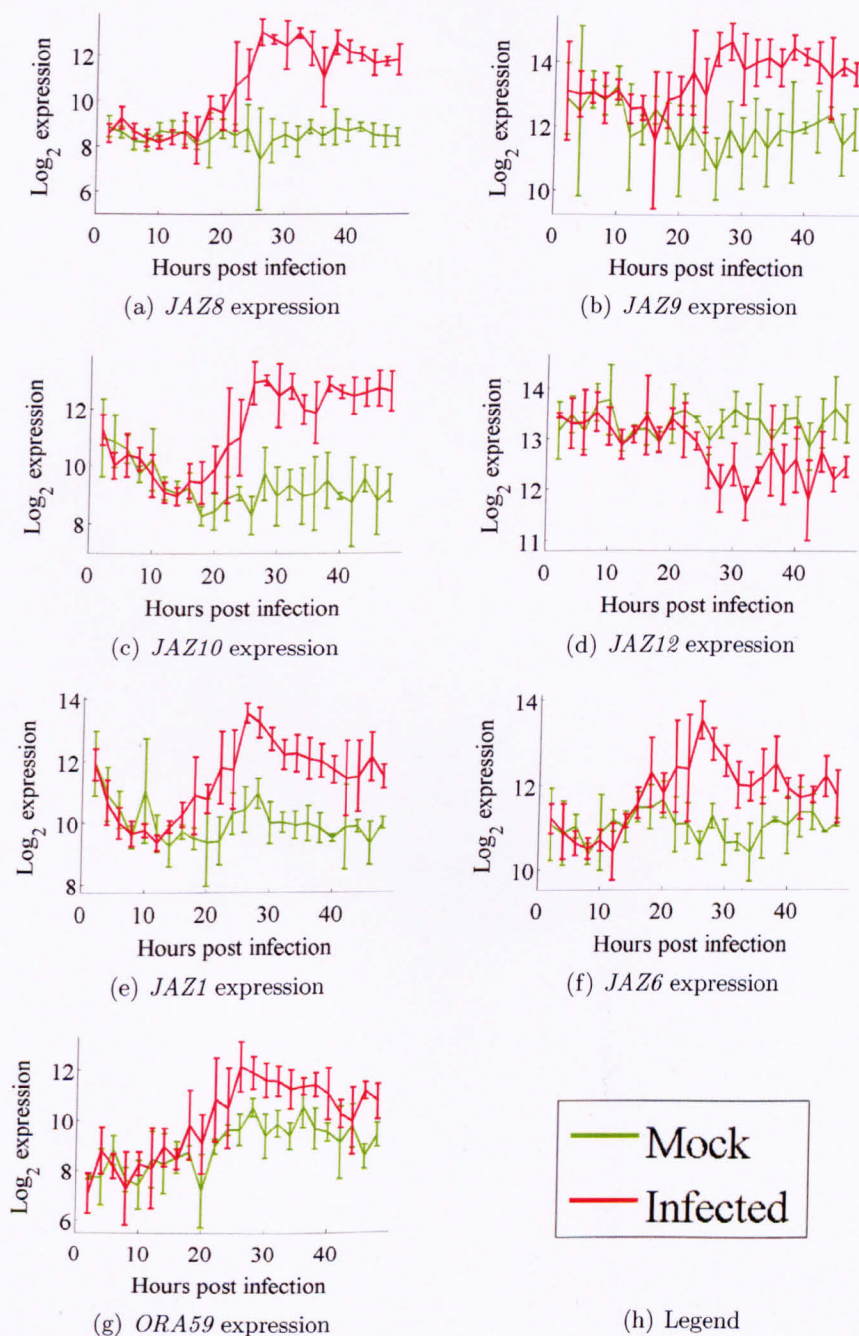 12
10
8
6
Log2 expression
0 10 20 30 40
Hours post infection
(a) JAZ8 expression
14
12
10
Log2 expression
0 10 20 30 40
Hours post infection
(b) JAZ9 expression
12
10
8
Log2 expression
0 10 20 30 40
Hours post infection
(c) JAZ10 expression
14
13
12
11
Log2 expression
0 10 20 30 40
Hours post infection
(d) JAZ12 expression
14
12
10
8
Log2 expression
0 10 20 30 40
Hours post infection
(e) JAZ1 expression
14
12
10
Log2 expression
0 10 20 30 40
Hours post infection
(f) JAZ6 expression
12
10
8
6
Log2 expression
0 10 20 30 40
Hours post infection
(g) ORA59 expression
Mock
Infected
(h) Legend